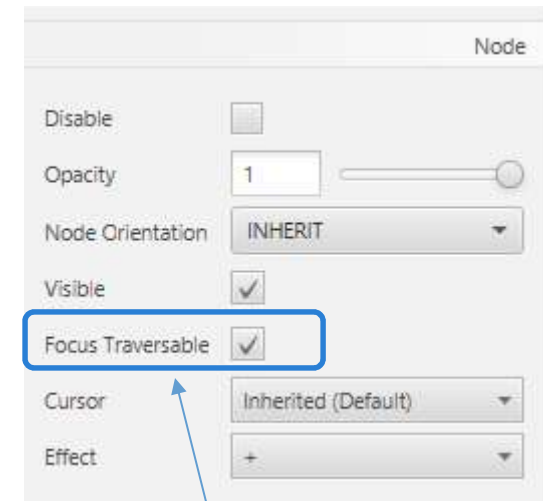 Node
Disable
Opacity 1
Node Orientation INHERIT
Visible
Focus Traversable
Cursor Inherited (Default)
Effect +